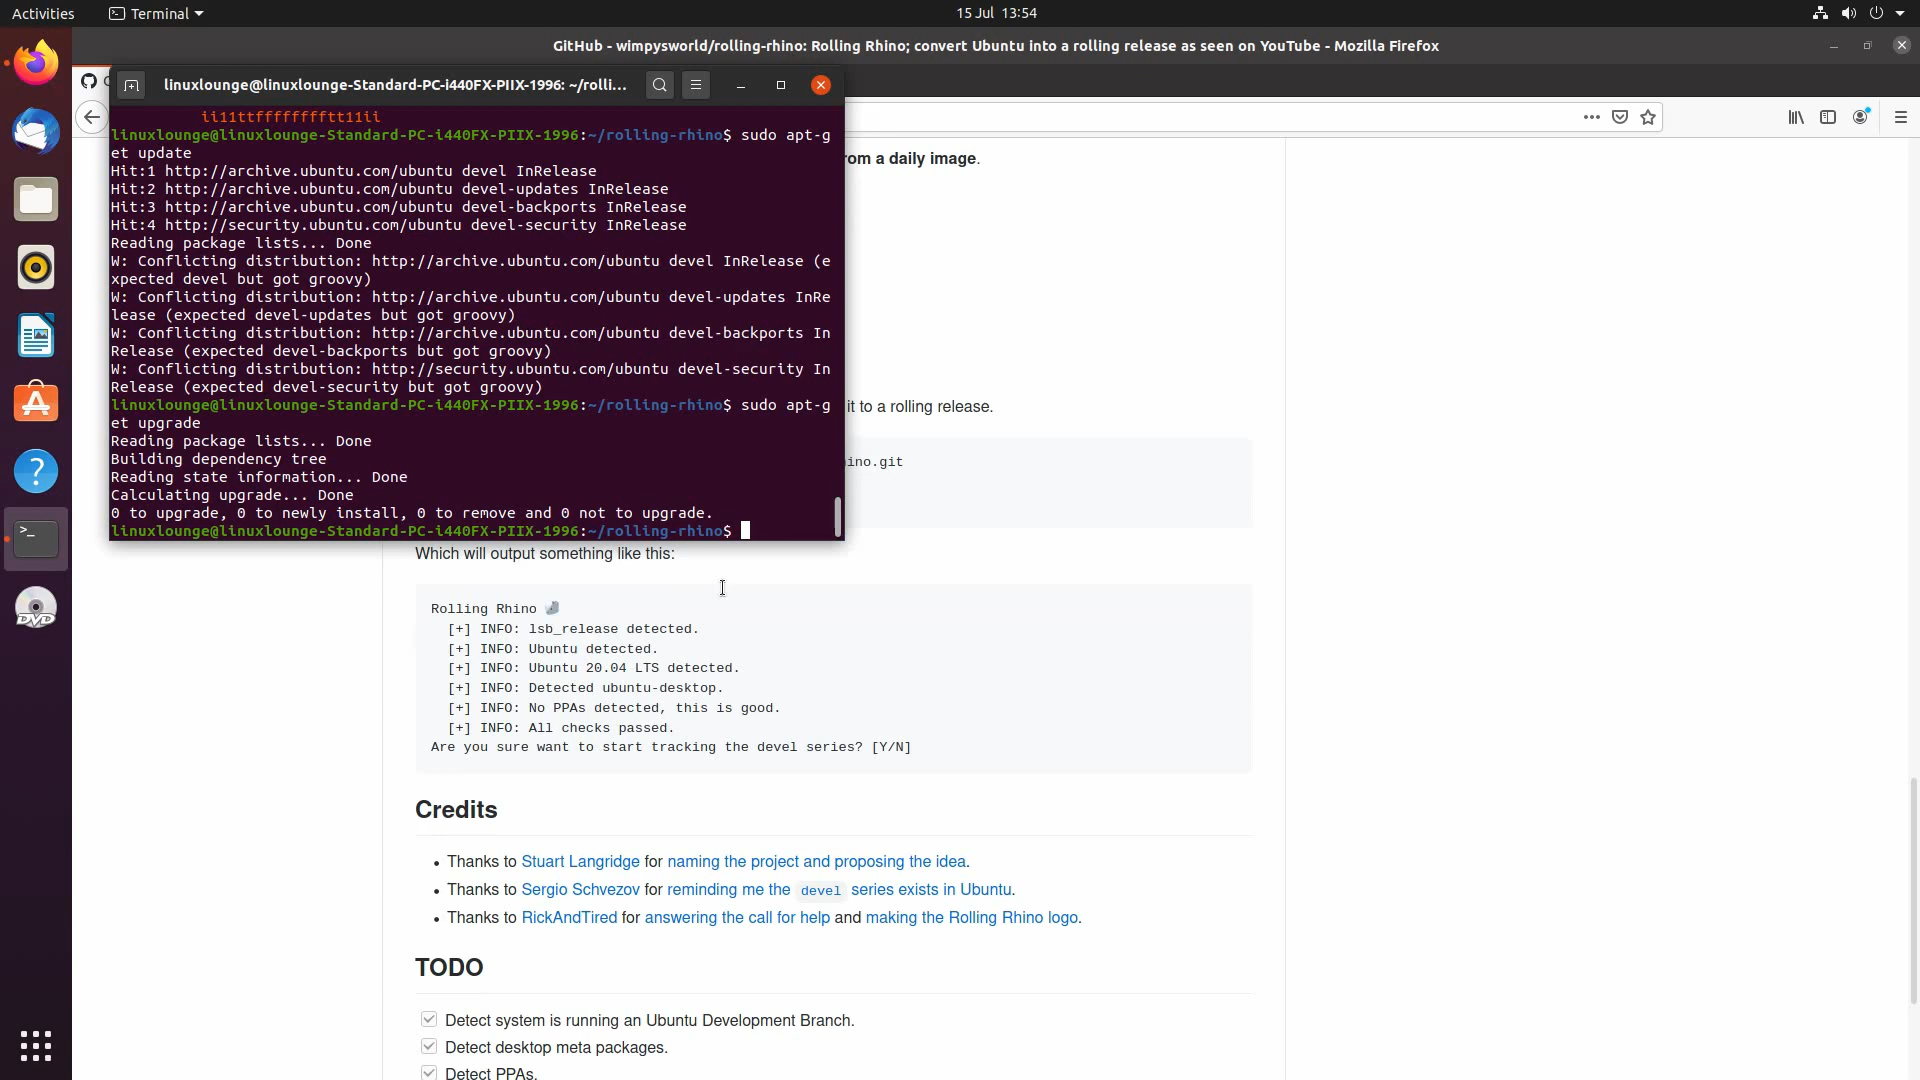 Activities
Terminal
15 Jul 13:54
GitHub - wimpysworld/rolling-rhino: Rolling Rhino; convert Ubuntu into a rolling release as seen on YouTube - Mozilla Firefox
linuxlounge@linuxlounge-Standard-PC-i440FX-PIIX-1996: ~/rolli...
ii11ttfffffffftt11ii
linuxlounge@linuxlounge-Standard-PC-i440FX-PIIX-1996:~/rolling-rhino$ sudo apt-g
et update
Hit:1 http://archive.ubuntu.com/ubuntu devel InRelease
Hit:2 http://archive.ubuntu.com/ubuntu devel-updates InRelease
Hit:3 http://archive.ubuntu.com/ubuntu devel-backports InRelease
Hit:4 http://security.ubuntu.com/ubuntu devel-security InRelease
Reading package lists... Done
W: Conflicting distribution: http://archive.ubuntu.com/ubuntu devel InRelease (e
xpected devel but got groovy)
W: Conflicting distribution: http://archive.ubuntu.com/ubuntu devel-updates InRe
lease (expected devel-updates but got groovy)
W: Conflicting distribution: http://archive.ubuntu.com/ubuntu devel-backports In
Release (expected devel-backports but got groovy)
W: Conflicting distribution: http://security.ubuntu.com/ubuntu devel-security In
Release (expected devel-security but got groovy)
linuxlounge@linuxlounge-Standard-PC-i440FX-PIIX-1996:~/rolling-rhino$ sudo apt-g
et upgrade
Reading package lists... Done
Building dependency tree
Reading state information... Done
Calculating upgrade... Done
0 to upgrade, 0 to newly install, 0 to remove and 0 not to upgrade.
linuxlounge@linuxlounge-Standard-PC-i440FX-PIIX-1996:~/rolling-rhino$
om a daily image.
it to a rolling release.
ino.git
Which will output something like this:
Rolling Rhino 🦏
[+] INFO: lsb_release detected.
[+] INFO: Ubuntu detected.
[+] INFO: Ubuntu 20.04 LTS detected.
[+] INFO: Detected ubuntu-desktop.
[+] INFO: No PPAs detected, this is good.
[+] INFO: All checks passed.
Are you sure want to start tracking the devel series? [Y/N]
Credits
Thanks to Stuart Langridge for naming the project and proposing the idea.
Thanks to Sergio Schvezov for reminding me the devel series exists in Ubuntu.
Thanks to RickAndTired for answering the call for help and making the Rolling Rhino logo.
TODO
Detect system is running an Ubuntu Development Branch.
Detect desktop meta packages.
Detect PPAs.
DVD